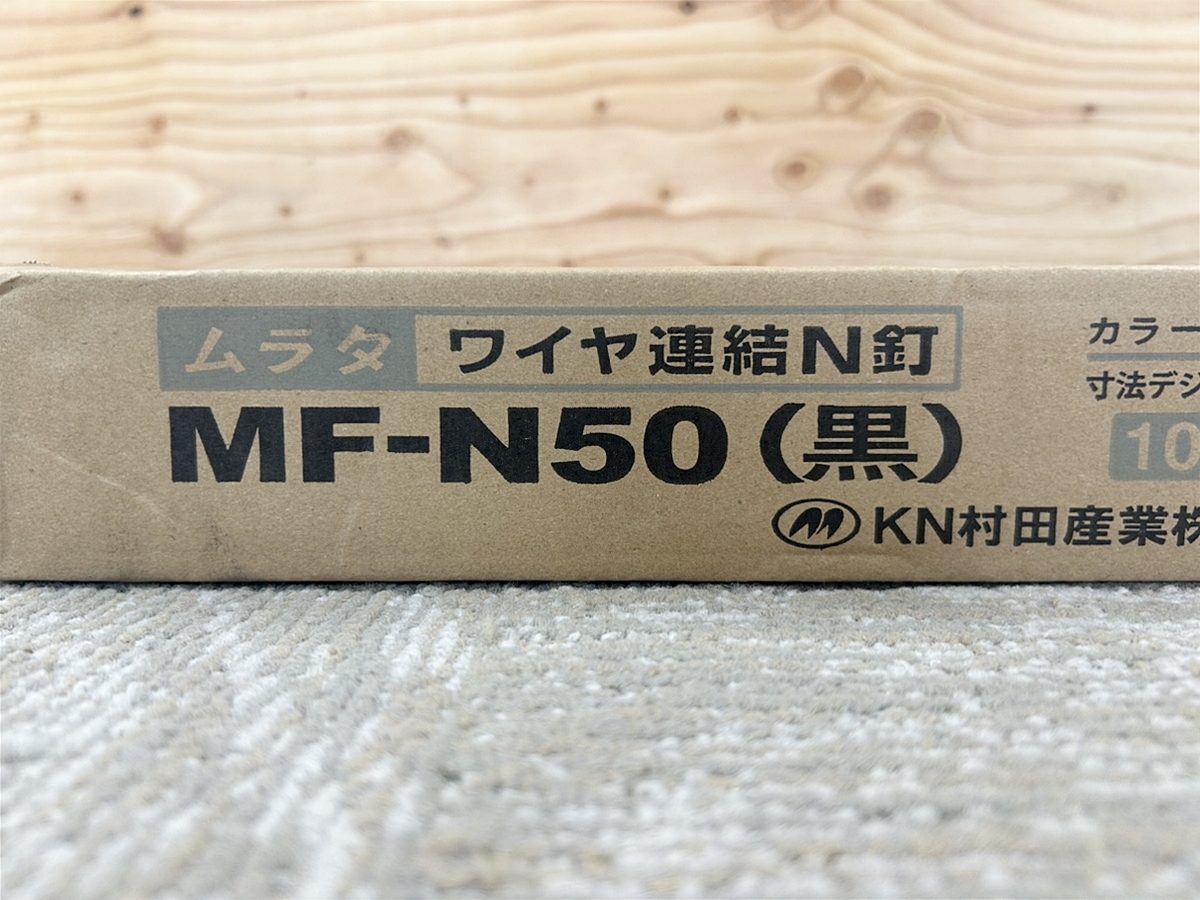 ムラタ ワイヤ連結N釘
MF-N50(黒)
KN村田産業株
カラー
寸法デジ
10